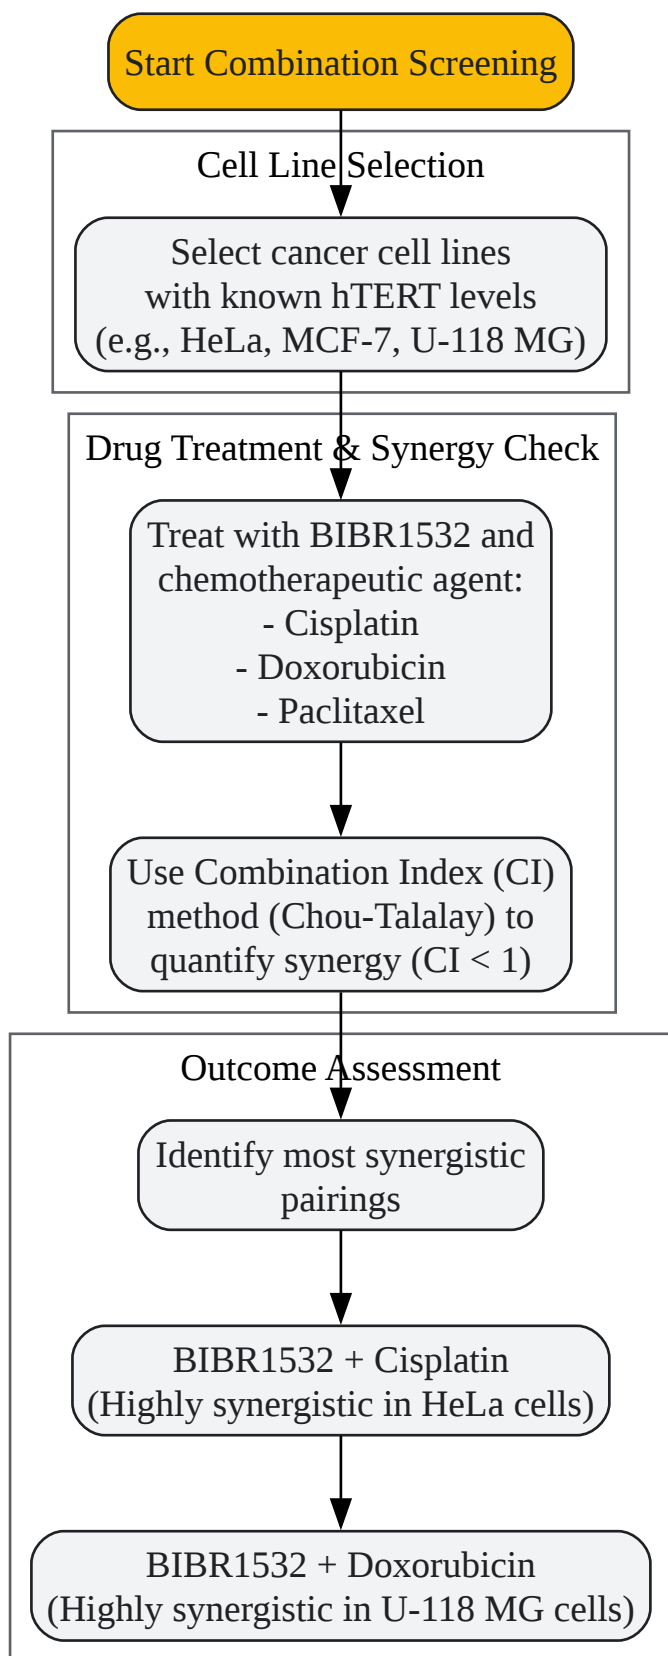 Start Combination Screening
Cell Line Selection
Select cancer cell lines
with known hTERT levels
(e.g., HeLa, MCF-7, U-118 MG)
Drug Treatment & Synergy Check
Treat with BIBR1532 and
chemotherapeutic agent:
- Cisplatin
- Doxorubicin
- Paclitaxel
Use Combination Index (CI)
method (Chou-Talalay) to
quantify synergy (CI < 1)
Outcome Assessment
Identify most synergistic
pairings
BIBR1532 + Cisplatin
(Highly synergistic in HeLa cells)
BIBR1532 + Doxorubicin
(Highly synergistic in U-118 MG cells)